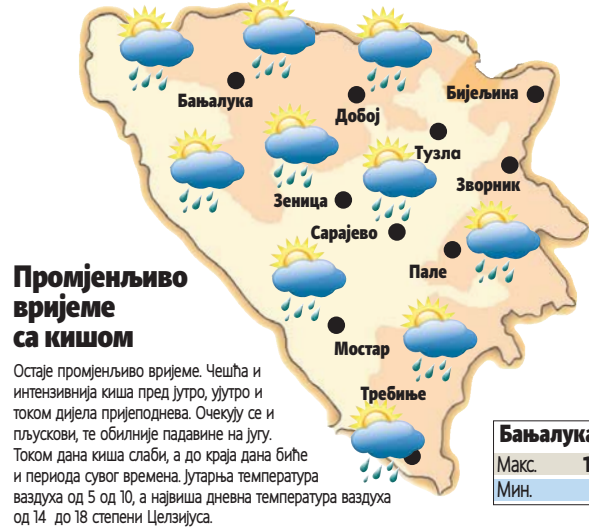 Бањалука
Добој
Бијељина
Тузла
Зворник
Зеница
Сарајево
Пале
Мостар
Требиње
Промјенљиво
вријеме
са кишом
Остаје промјенљиво вријеме. Чешћа и
интензивнија киша пред јутро, ујутро и
током дијела пријеподнева. Очекују се и
пљускови, те обилније падавине на југу.
Током дана киша слаби, а до краја дана биће
и периода сувог времена. Јутарња температура
ваздуха од 5 од 10, а највиша дневна температура ваздуха
од 14 до 18 степени Целзијуса.
Бањалука
Макс. 1
Мин.